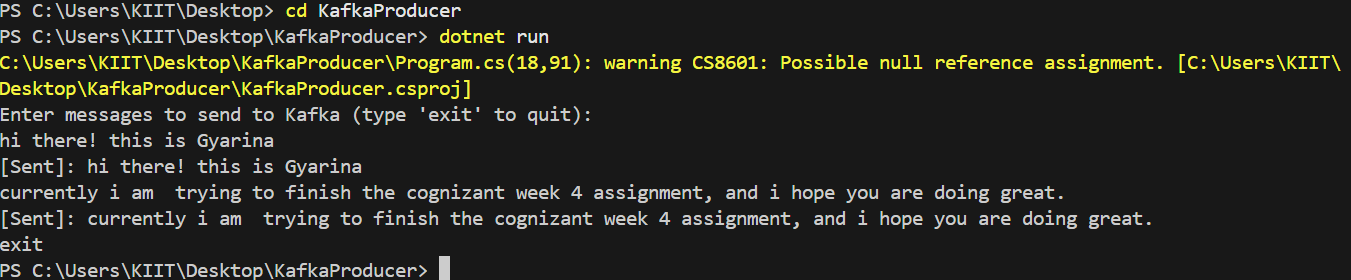 PS C:\Users\KIIT\Desktop> cd KafkaProducer
PS C:\Users\KIIT\Desktop\KafkaProducer> dotnet run
C:\Users\KIIT\Desktop\KafkaProducer\Program.cs(18,91): warning CS8601: Possible null reference assignment. [C:\Users\KIIT\
Desktop\KafkaProducer\KafkaProducer.csproj]
Enter messages to send to Kafka (type 'exit' to quit):
hi there! this is Gyarina
[Sent]: hi there! this is Gyarina
currently i am  trying to finish the cognizant week 4 assignment, and i hope you are doing great.
[Sent]: currently i am  trying to finish the cognizant week 4 assignment, and i hope you are doing great.
exit
PS C:\Users\KIIT\Desktop\KafkaProducer>